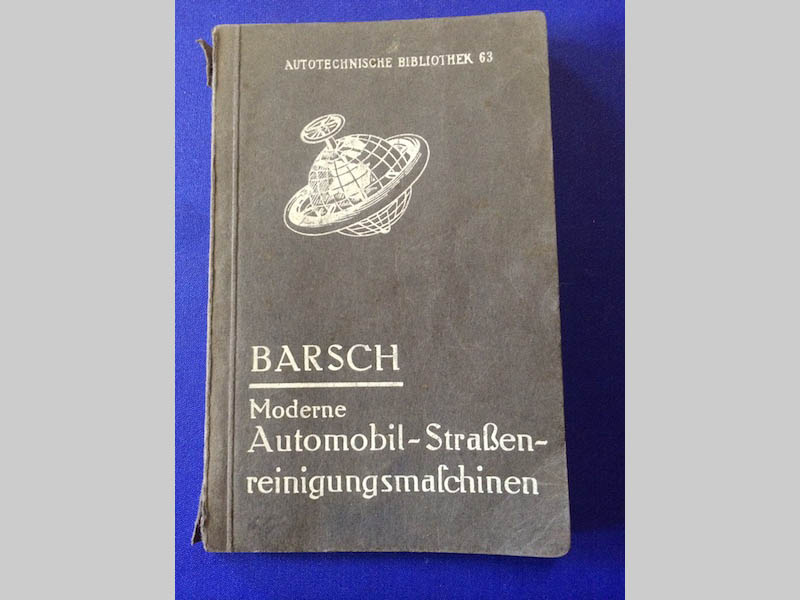 AUTOTECHNISCHE BIBLIOTHEK 63
BARSCH
Moderne
Automobil-Straßen-
reinigungsmaſchinen